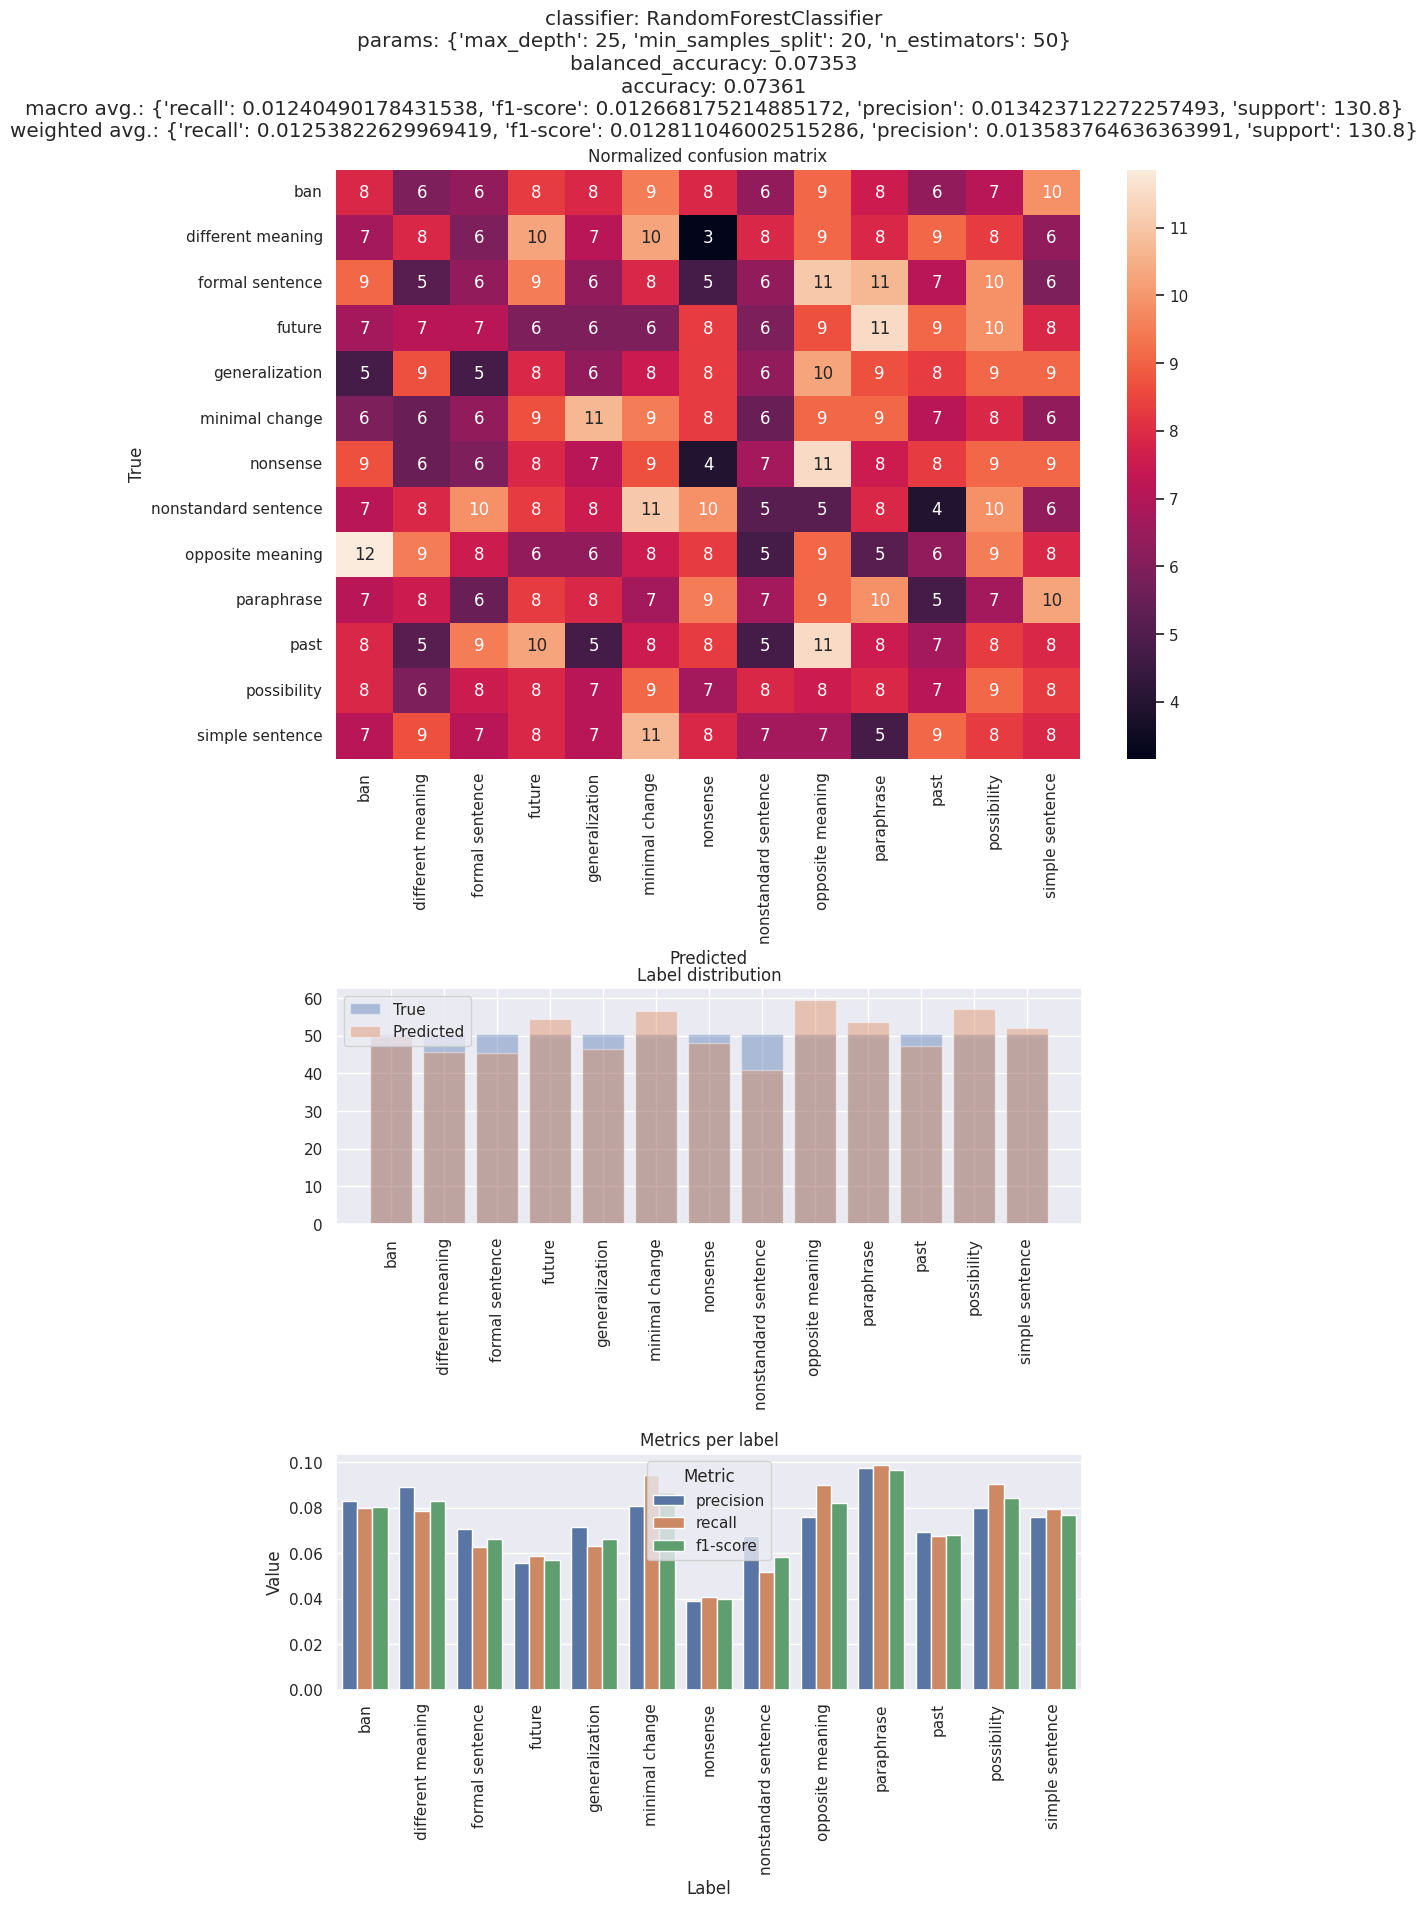 classifier: RandomForestClassifier
params: {'max_depth': 25, 'min_samples_split': 20, 'n_estimators': 50}
balanced_accuracy: 0.07353
accuracy: 0.07361
macro avg.: {'recall': 0.01240490178431538, 'f1-score': 0.012668175214885172, 'precision': 0.013423712272257493, 'support': 130.8}
weighted avg.: {'recall': 0.01253822629969419, 'f1-score': 0.012811046002515286, 'precision': 0.013583764636363991, 'support': 130.8}
Normalized confusion matrix
True
ban 8 6 6 8 8 9 8 6 9 8 6 7 10
different meaning 7 8 6 10 7 10 3 8 9 8 9 8 6
formal sentence 9 5 6 9 6 8 5 6 11 11 7 10 6
future 7 7 7 6 6 6 8 6 9 11 9 10 8
generalization 5 9 5 8 6 8 8 6 10 9 8 9 9
minimal change 6 6 6 9 11 9 8 6 9 9 7 8 6
nonsense 9 6 6 8 7 9 4 7 11 8 8 9 9
nonstandard sentence 7 8 10 8 8 11 10 5 5 8 4 10 6
opposite meaning 12 9 8 6 6 8 8 5 9 5 6 9 8
paraphrase 7 8 6 8 8 7 9 7 9 10 5 7 10
past 8 5 9 10 5 8 8 5 11 8 7 8 8
possibility 8 6 8 8 7 9 7 8 8 8 7 9 8
simple sentence 7 9 7 8 7 11 8 7 7 5 9 8 8
11
10
9
8
7
6
5
4
ban
different meaning
formal sentence
future
generalization
minimal change
nonsense
nonstandard sentence
opposite meaning
paraphrase
past
possibility
simple sentence
Predicted
Label distribution
True
Predicted
60
50
40
30
20
10
0
ban
different meaning
formal sentence
future
generalization
minimal change
nonsense
nonstandard sentence
opposite meaning
paraphrase
past
possibility
simple sentence
Metrics per label
Metric
precision
recall
f1-score
Value
0.10
0.08
0.06
0.04
0.02
0.00
ban
different meaning
formal sentence
future
generalization
minimal change
nonsense
nonstandard sentence
opposite meaning
paraphrase
past
possibility
simple sentence
Label